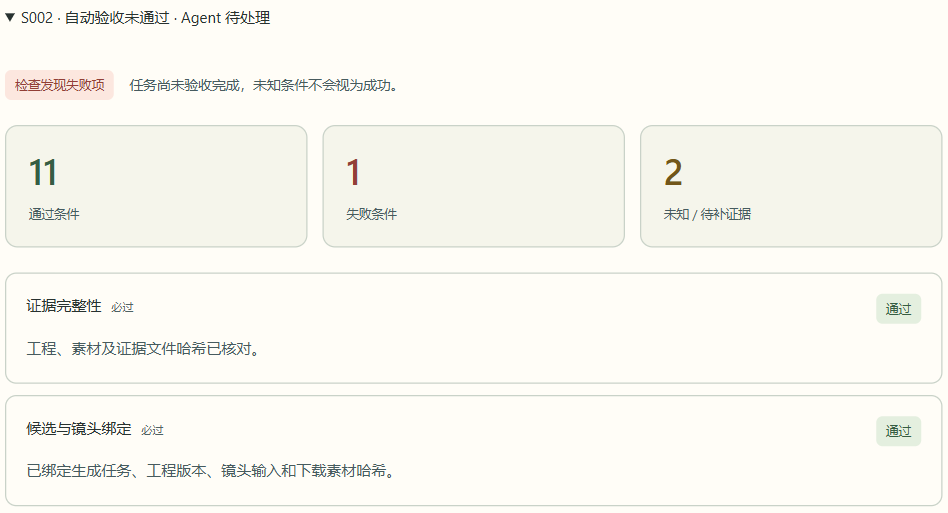 ▼ S002 · 自动验收未通过 · Agent 待处理
检查发现失败项 任务尚未验收完成，未知条件不会视为成功。
11 1 2
通过条件 失败条件 未知 / 待补证据
证据完整性 必过 通过
工程、素材及证据文件哈希已核对。
候选与镜头绑定 必过 通过
已绑定生成任务、工程版本、镜头输入和下载素材哈希。